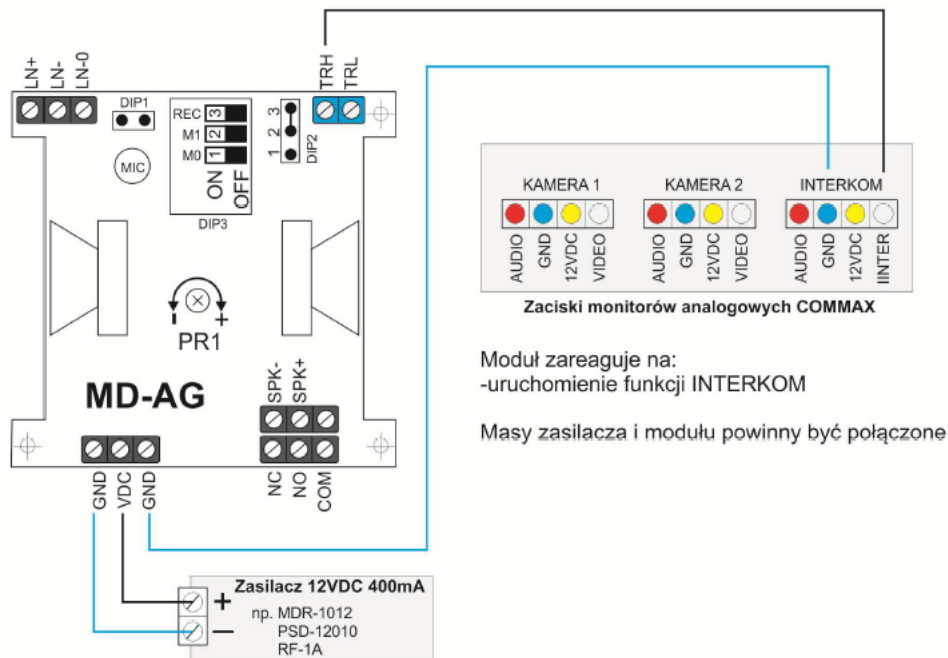 LN+
LN-
LN-0
DIP1
REC 3
M1 2
M0 1
ON
OFF
DIP3
1 2 3
DIP2
TRH
TRL
MIC
- +
PR1
MD-AG
SPK-
SPK+
NC
NO
COM
GND
VDC
GND
KAMERA 1
AUDIO
GND
12VDC
VIDEO
KAMERA 2
AUDIO
GND
12VDC
VIDEO
INTERKOM
AUDIO
GND
12VDC
IINTER
Zaciski monitorów analogowych COMMAX
Moduł zareaguje na:
-uruchomienie funkcji INTERKOM
Masy zasilacza i modułu powinny być połączone
Zasilacz 12VDC 400mA
+
np. MDR-1012
—
PSD-12010
RF-1A